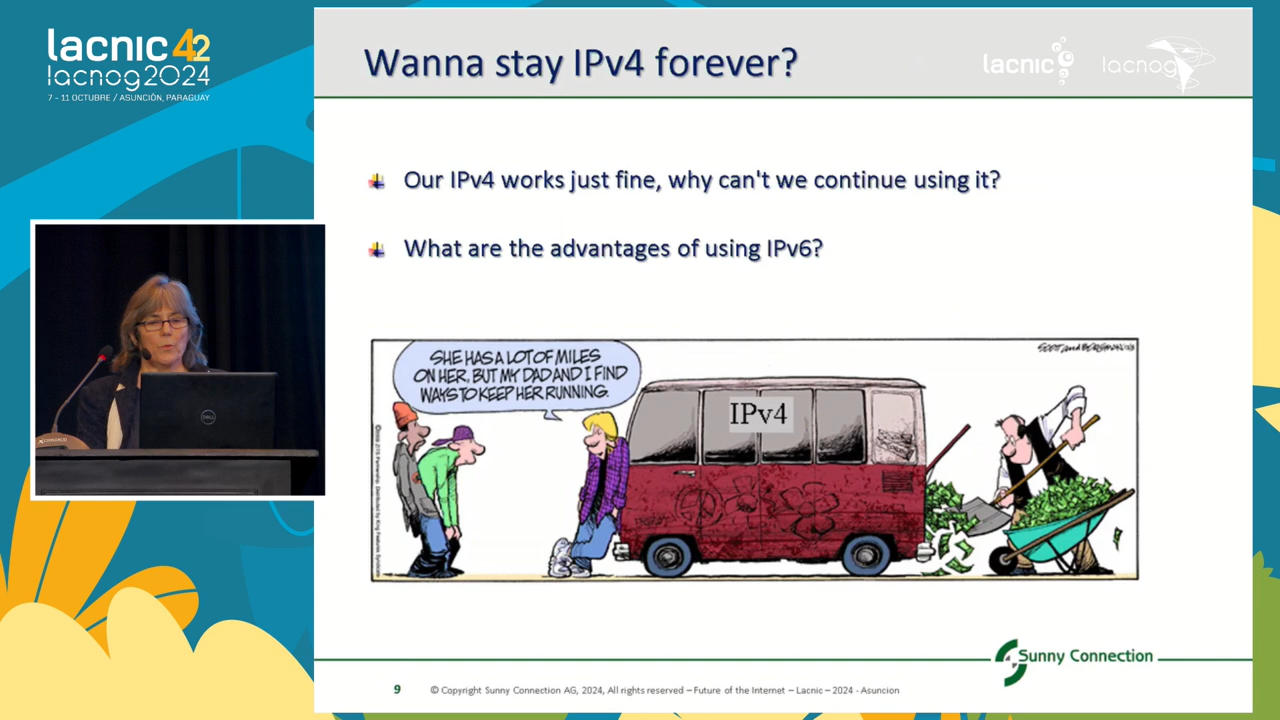 lacnic 42
lacnog2024
7 - 11 OCTUBRE / ASUNCIÓN, PARAGUAY
Wanna stay IPv4 forever?
lacnic
lacnog
Our IPv4 works just fine, why can't we continue using it?
What are the advantages of using IPv6?
SHE HAS A LOT OF MILES
ON HER, BUT MY DAD AND I FIND
WAYS TO KEEP HER RUNNING.
IPv4
DELL
Sunny Connection
9
© Copyright Sunny Connection AG, 2024, All rights reserved – Future of the Internet – Lacnic – 2024 - Asuncion